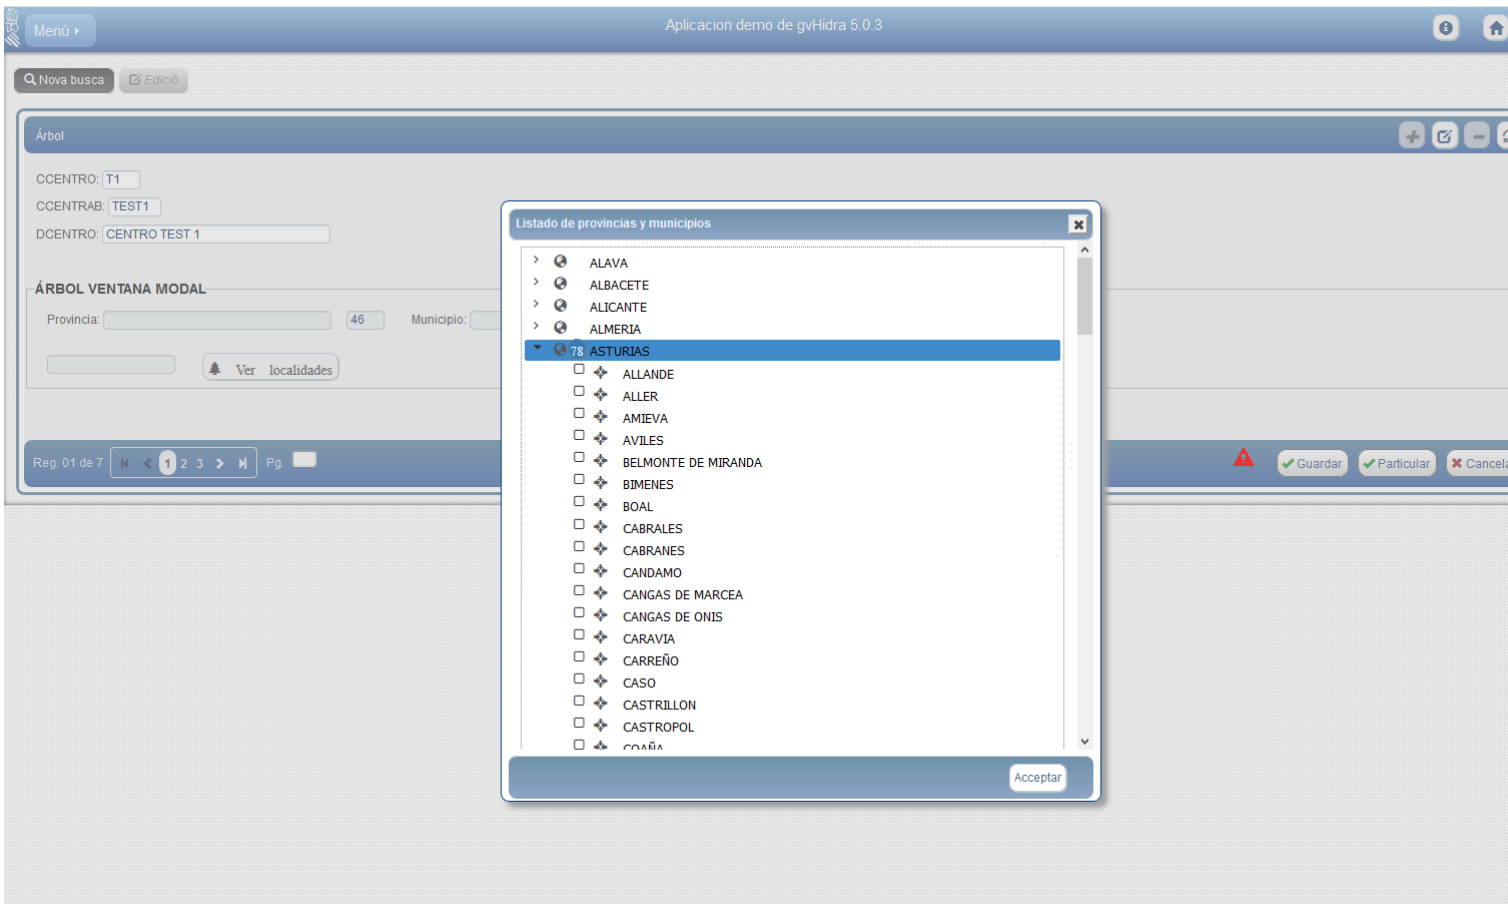 Menú
Aplicacion demo de gvHidra 5.0.3
Nova busca
Edició
Árbol
CCENTRO: T1
CCENTRAB: TEST1
DCENTRO: CENTRO TEST 1
ÁRBOL VENTANA MODAL
Provincia: 46 Municipio:
Ver localidades
Reg. 01 de 7 1 2 3 Pg.
Guardar Particular Cancela
Listado de provincias y municipios
ALAVA
ALBACETE
ALICANTE
ALMERIA
78 ASTURIAS
ALLANDE
ALLER
AMIEVA
AVILES
BELMONTE DE MIRANDA
BIMENES
BOAL
CABRALES
CABRANES
CANDAMO
CANGAS DE MARCEA
CANGAS DE ONIS
CARAVIA
CARREÑO
CASO
CASTRILLON
CASTROPOL
COAÑA
Acceptar